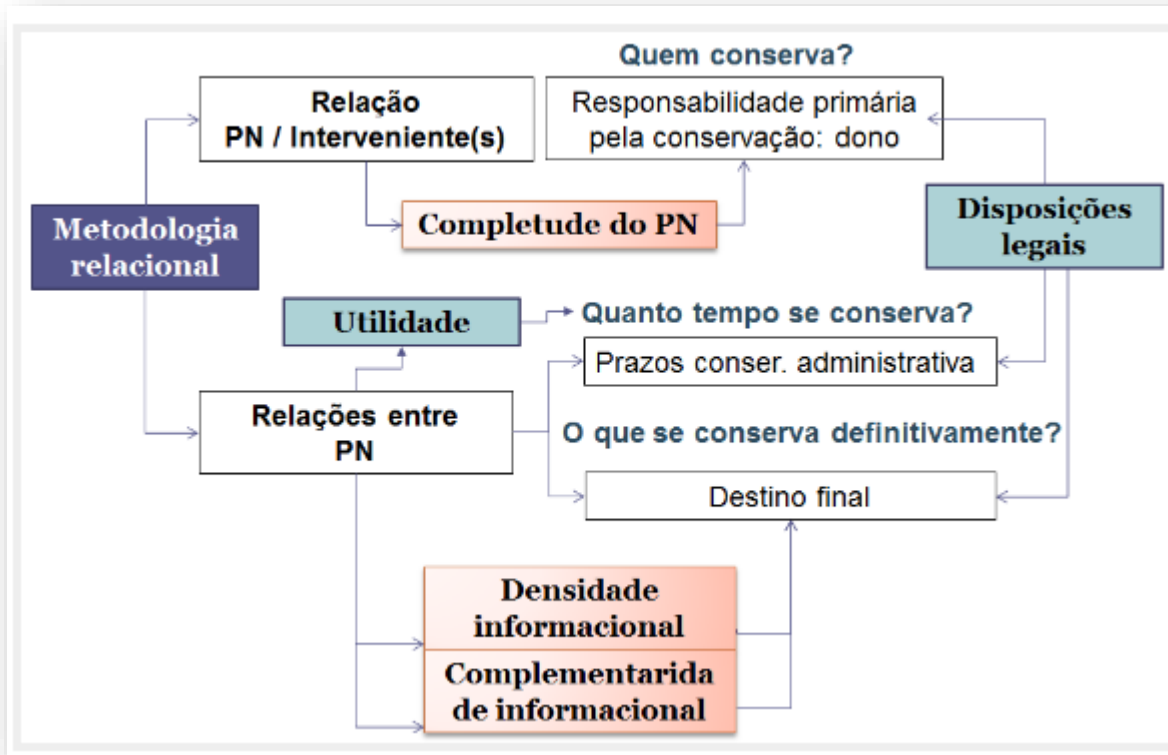 Quem conserva?
Relação
PN / Interveniente(s)
Responsabilidade primária
pela conservação: dono
Metodologia
relacional
Completude do PN
Disposições
legais
Utilidade
Quanto tempo se conserva?
Prazos conser. administrativa
Relações entre
PN
O que se conserva definitivamente?
Destino final
Densidade
informacional
Complementarida
de informacional